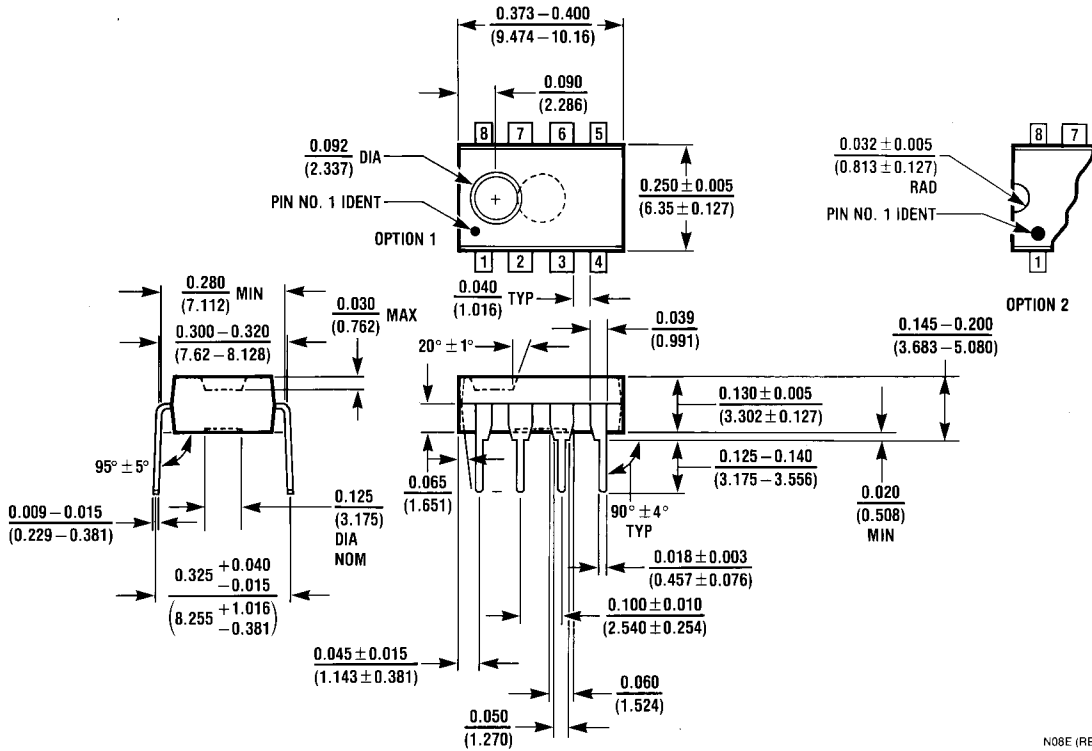 0.373–0.400
(9.474–10.16)
0.090
(2.286)
8 7 6 5
0.092 DIA
(2.337)
PIN NO. 1 IDENT
OPTION 1
+
0.250 ± 0.005
(6.35 ± 0.127)
1 2 3 4
8 7
0.032 ± 0.005
(0.813 ± 0.127)
RAD
PIN NO. 1 IDENT
1
OPTION 2
0.280 MIN
(7.112)
0.030 MAX
(0.762)
0.300–0.320
(7.62–8.128)
0.040 TYP
(1.016)
0.039
(0.991)
0.145–0.200
(3.683–5.080)
20° ± 1°
0.130 ± 0.005
(3.302 ± 0.127)
95° ± 5°
0.065
(1.651)
0.125–0.140
(3.175–3.556)
90° ± 4°
TYP
0.020
(0.508)
MIN
0.009–0.015
(0.229–0.381)
0.125
(3.175)
DIA
NOM
0.018 ± 0.003
(0.457 ± 0.076)
0.325 +0.040 −0.015
(8.255 +1.016 −0.381)
0.100 ± 0.010
(2.540 ± 0.254)
0.045 ± 0.015
(1.143 ± 0.381)
0.060
(1.524)
0.050
(1.270)
N08E (RE